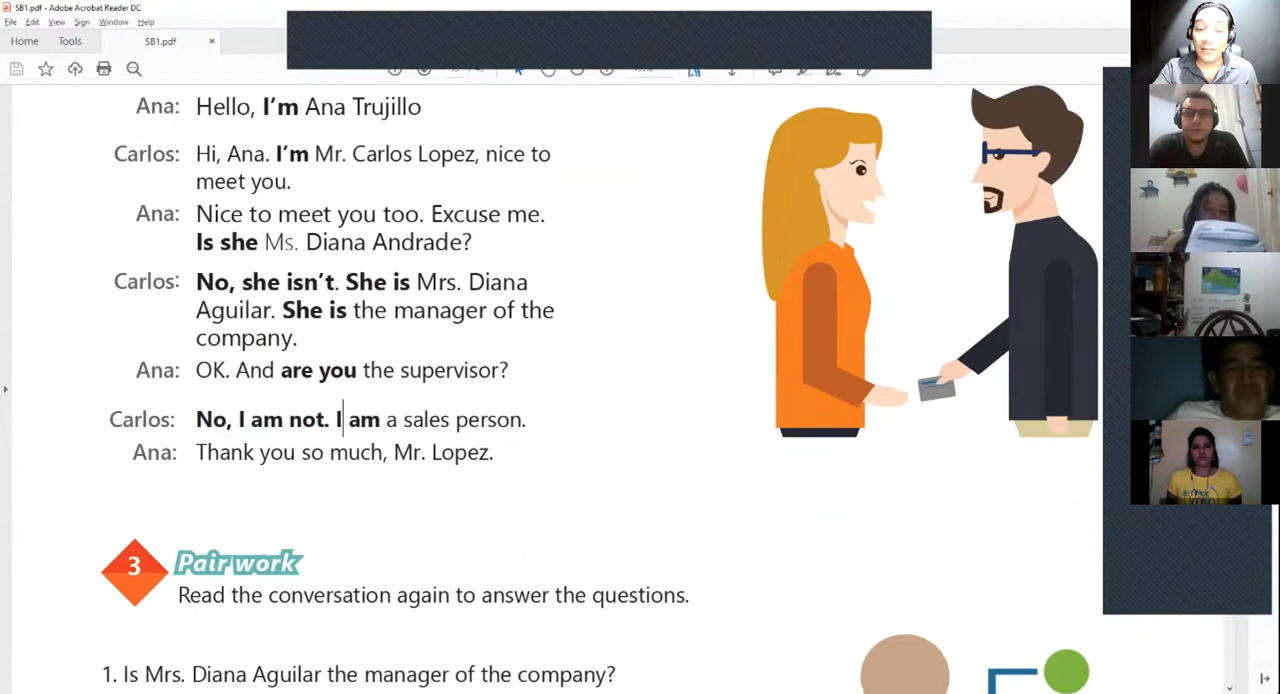 SB1.pdf - Adobe Acrobat Reader DC
File Edit View Sign Window Help
Home Tools SB1.pdf ×
Ana: Hello, I'm Ana Trujillo
Carlos: Hi, Ana. I'm Mr. Carlos Lopez, nice to
meet you.
Ana: Nice to meet you too. Excuse me.
Is she Ms. Diana Andrade?
Carlos: No, she isn't. She is Mrs. Diana
Aguilar. She is the manager of the
company.
Ana: OK. And are you the supervisor?
Carlos: No, I am not. I am a sales person.
Ana: Thank you so much, Mr. Lopez.
3 Pair work
Read the conversation again to answer the questions.
1. Is Mrs. Diana Aguilar the manager of the company?